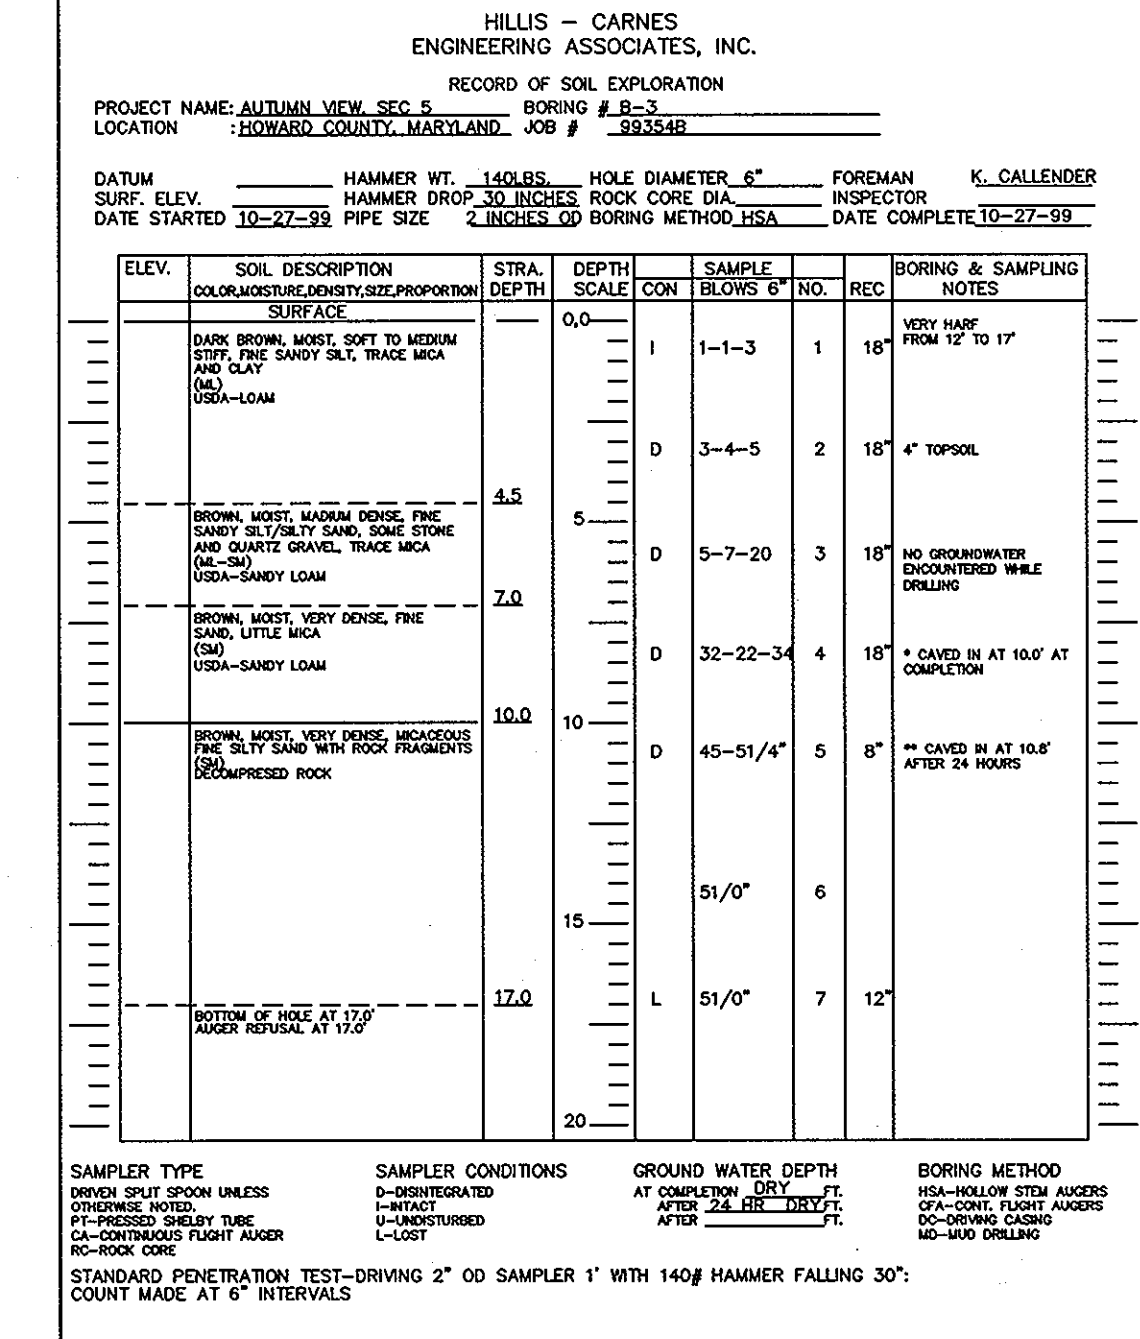 HILLIS - CARNES
ENGINEERING ASSOCIATES, INC.
RECORD OF SOIL EXPLORATION
PROJECT NAME: AUTUMN VIEW, SEC 5 BORING # B-3
LOCATION : HOWARD COUNTY, MARYLAND JOB # 99354B
DATUM HAMMER WT. 140LBS. HOLE DIAMETER 6" FOREMAN K. CALLENDER
SURF. ELEV. HAMMER DROP 30 INCHES ROCK CORE DIA. INSPECTOR
DATE STARTED 10-27-99 PIPE SIZE 2 INCHES OD BORING METHOD HSA DATE COMPLETE 10-27-99
ELEV. SOIL DESCRIPTION STRA. DEPTH SAMPLE BORING & SAMPLING
COLOR,MOISTURE,DENSITY,SIZE,PROPORTION DEPTH SCALE CON BLOWS 6" NO. REC NOTES
SURFACE
0.0
VERY HARF
FROM 12' TO 17'
DARK BROWN, MOIST, SOFT TO MEDIUM
STIFF, FINE SANDY SILT, TRACE MICA
AND CLAY
(ML)
USDA-LOAM
I 1-1-3 1 18"
D 3-4-5 2 18" 4" TOPSOIL
4.5
BROWN, MOIST, MADIUM DENSE, FINE
SANDY SILT/SILTY SAND, SOME STONE
AND QUARTZ GRAVEL, TRACE MICA
(ML-SM)
USDA-SANDY LOAM
5
D 5-7-20 3 18" NO GROUNDWATER
ENCOUNTERED WHILE
DRILLING
7.0
BROWN, MOIST, VERY DENSE, FINE
SAND, LITTLE MICA
(SM)
USDA-SANDY LOAM
D 32-22-34 4 18" * CAVED IN AT 10.0' AT
COMPLETION
10.0
10
BROWN, MOIST, VERY DENSE, MICACEOUS
FINE SILTY SAND WITH ROCK FRAGMENTS
(SM)
DECOMPRESED ROCK
D 45-51/4" 5 8" ** CAVED IN AT 10.8'
AFTER 24 HOURS
51/0" 6
15
17.0
L 51/0" 7 12"
BOTTOM OF HOLE AT 17.0'
AUGER REFUSAL AT 17.0'
20
SAMPLER TYPE
DRIVEN SPLIT SPOON UNLESS
OTHERWISE NOTED.
PT-PRESSED SHELBY TUBE
CA-CONTINUOUS FLIGHT AUGER
RC-ROCK CORE
SAMPLER CONDITIONS
D-DISINTEGRATED
I-INTACT
U-UNDISTURBED
L-LOST
GROUND WATER DEPTH
AT COMPLETION DRY FT.
AFTER 24 HR DRY FT.
AFTER FT.
BORING METHOD
HSA-HOLLOW STEM AUGERS
CFA-CONT. FLIGHT AUGERS
DC-DRIVING CASING
MD-MUD DRILLING
STANDARD PENETRATION TEST-DRIVING 2" OD SAMPLER 1' WITH 140# HAMMER FALLING 30":
COUNT MADE AT 6" INTERVALS